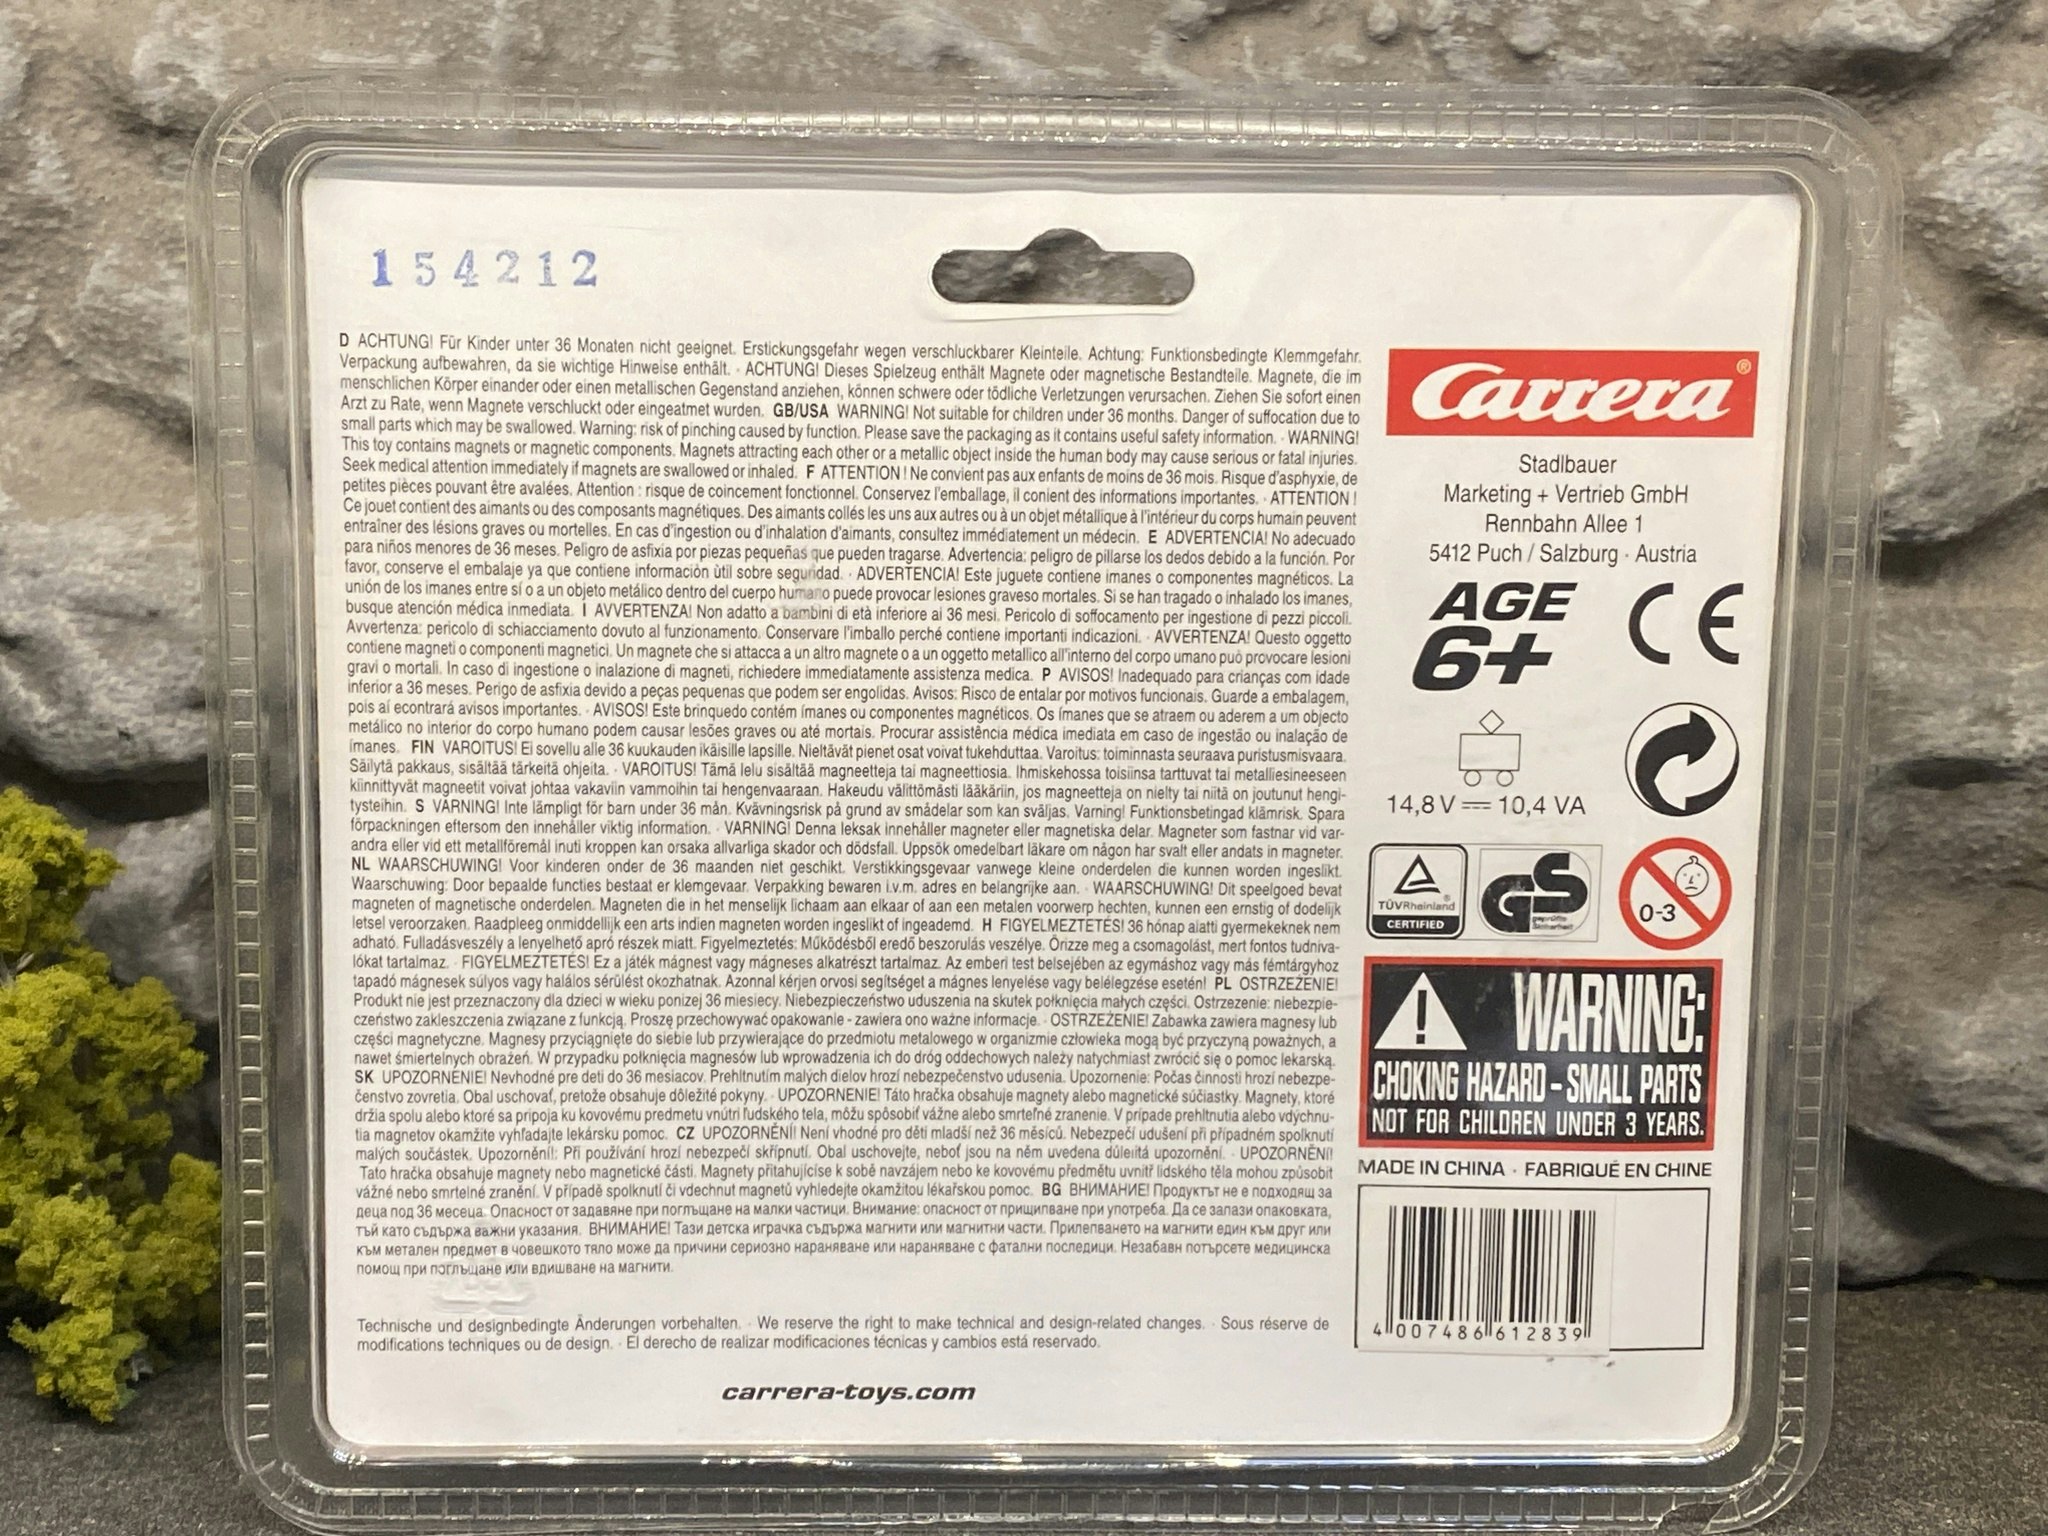 154212
D ACHTUNG! Für Kinder unter 36 Monaten nicht geeignet. Erstickungsgefahr wegen verschluckbarer Kleinteile. Achtung: Funktionsbedingte Klemmgefahr.
Verpackung aufbewahren, da sie wichtige Hinweise enthält. · ACHTUNG! Dieses Spielzeug enthält Magnete oder magnetische Bestandteile. Magnete, die im
menschlichen Körper einander oder einen metallischen Gegenstand anziehen, können schwere oder tödliche Verletzungen verursachen. Ziehen Sie sofort einen
Arzt zu Rate, wenn Magnete verschluckt oder eingeatmet wurden. GB/USA WARNING! Not suitable for children under 36 months. Danger of suffocation due to
small parts which may be swallowed. Warning: risk of pinching caused by function. Please save the packaging as it contains useful safety information. · WARNING!
This toy contains magnets or magnetic components. Magnets attracting each other or a metallic object inside the human body may cause serious or fatal injuries.
Seek medical attention immediately if magnets are swallowed or inhaled. F ATTENTION ! Ne convient pas aux enfants de moins de 36 mois. Risque d'asphyxie, de
petites pièces pouvant être avalées. Attention : risque de coincement fonctionnel. Conservez l'emballage, il conient des informations importantes. · ATTENTION !
Ce jouet contient des aimants ou des composants magnétiques. Des aimants collés les uns aux autres ou à un objet métallique à l'intérieur du corps humain peuvent
entraîner des lésions graves ou mortelles. En cas d'ingestion ou d'inhalation d'aimants, consultez immédiatement un médecin. E ADVERTENCIA! No adecuado
para niños menores de 36 meses. Peligro de asfixia por piezas pequeñas que pueden tragarse. Advertencia: peligro de pillarse los dedos debido a la función. Por
favor, conserve el embalaje ya que contiene informaciòn ùtil sobre seguridad. · ADVERTENCIA! Este juguete contiene imanes o componentes magnéticos. La
unión de los imanes entre sí o a un objeto metálico dentro del cuerpo humano puede provocar lesiones graveso mortales. Si se han tragado o inhalado los imanes,
busque atención médica inmediata. I AVVERTENZA! Non adatto a bambini di età inferiore ai 36 mesi. Pericolo di soffocamento per ingestione di pezzi piccoli.
Avvertenza: pericolo di schiacciamento dovuto al funzionamento. Conservare l'imballo perché contiene importanti indicazioni. · AVVERTENZA! Questo oggetto
contiene magneti o componenti magnetici. Un magnete che si attacca a un altro magnete o a un oggetto metallico all'interno del corpo umano può provocare lesioni
gravi o mortali. In caso di ingestione o inalazione di magneti, richiedere immediatamente assistenza medica. P AVISOS! Inadequado para crianças com idade
inferior a 36 meses. Perigo de asfixia devido a peças pequenas que podem ser engolidas. Avisos: Risco de entalar por motivos funcionais. Guarde a embalagem,
pois aí econtrará avisos importantes. · AVISOS! Este brinquedo contém ímanes ou componentes magnéticos. Os ímanes que se atraem ou aderem a um objecto
metálico no interior do corpo humano podem causar lesões graves ou até mortais. Procurar assistência médica imediata em caso de ingestão ou inalação de
ímanes. FIN VAROITUS! Ei sovellu alle 36 kuukauden ikäisille lapsille. Nieltävät pienet osat voivat tukehduttaa. Varoitus: toiminnasta seuraava puristusmisvaara.
Säilytä pakkaus, sisältää tärkeitä ohjeita. · VAROITUS! Tämä lelu sisältää magneetteja tai magneettiosia. Ihmiskehossa toisiinsa tarttuvat tai metalliesineeseen
kiinnittyvät magneetit voivat johtaa vakaviin vammoihin tai hengenvaaraan. Hakeudu välittömästi lääkäriin, jos magneetteja on nielty tai niitä on joutunut hengi-
tysteihin. S VARNING! Inte lämpligt för barn under 36 mån. Kvävningsrisk på grund av smådelar som kan sväljas. Varning! Funktionsbetingad klämrisk. Spara
förpackningen eftersom den innehåller viktig information. · VARNING! Denna leksak innehåller magneter eller magnetiska delar. Magneter som fastnar vid var-
andra eller vid ett metallföremål inuti kroppen kan orsaka allvarliga skador och dödsfall. Uppsök omedelbart läkare om någon har svalt eller andats in magneter.
NL WAARSCHUWING! Voor kinderen onder de 36 maanden niet geschikt. Verstikkingsgevaar vanwege kleine onderdelen die kunnen worden ingeslikt.
Waarschuwing: Door bepaalde functies bestaat er klemgevaar. Verpakking bewaren i.v.m. adres en belangrijke aan. · WAARSCHUWING! Dit speelgoed bevat
magneten of magnetische onderdelen. Magneten die in het menselijk lichaam aan elkaar of aan een metalen voorwerp hechten, kunnen een ernstig of dodelijk
letsel veroorzaken. Raadpleeg onmiddellijk een arts indien magneten worden ingeslikt of ingeademd. H FIGYELMEZTETÉS! 36 hónap alatti gyermekeknek nem
adható. Fulladásveszély a lenyelhető apró részek miatt. Figyelmeztetés: Működésből eredő beszorulás veszélye. Őrizze meg a csomagolást, mert fontos tudniva-
lókat tartalmaz. · FIGYELMEZTETÉS! Ez a játék mágnest vagy mágneses alkatrészt tartalmaz. Az emberi test belsejében az egymáshoz vagy más fémtárgyhoz
tapadó mágnesek súlyos vagy halálos sérülést okozhatnak. Azonnal kérjen orvosi segítséget a mágnes lenyelése vagy belélegzése esetén! PL OSTRZEŻENIE!
Produkt nie jest przeznaczony dla dzieci w wieku ponizej 36 miesiecy. Niebezpieczeństwo uduszenia na skutek połknięcia małych części. Ostrzezenie: niebezpie-
czeństwo zakleszczenia związane z funkcją. Proszę przechowywać opakowanie - zawiera ono ważne informacje. · OSTRZEŻENIE! Zabawka zawiera magnesy lub
części magnetyczne. Magnesy przyciągnięte do siebie lub przywierające do przedmiotu metalowego w organizmie człowieka mogą być przyczyną poważnych, a
nawet śmiertelnych obrażeń. W przypadku połknięcia magnesów lub wprowadzenia ich do dróg oddechowych należy natychmiast zwrócić się o pomoc lekarską.
SK UPOZORNENIE! Nevhodné pre deti do 36 mesiacov. Prehltnutím malých dielov hrozí nebezpečenstvo udusenia. Upozornenie: Počas činnosti hrozí nebezpe-
čenstvo zovretia. Obal uschovať, pretože obsahuje dôležité pokyny. · UPOZORNENIE! Táto hračka obsahuje magnety alebo magnetické súčiastky. Magnety, ktoré
držia spolu alebo ktoré sa pripoja ku kovovému predmetu vnútri ľudského tela, môžu spôsobiť vážne alebo smrteľné zranenie. V prípade prehltnutia alebo vdýchnu-
tia magnetov okamžite vyhľadajte lekársku pomoc. CZ UPOZORNĚNÍ! Není vhodné pro děti mladší než 36 měsíců. Nebezpečí udušení při případném spolknutí
malých součástek. Upozornění!: Při používání hrozí nebezpečí skřípnutí. Obal uschovejte, neboť jsou na něm uvedena důleitá upozornění. · UPOZORNĚNÍ!
Tato hračka obsahuje magnety nebo magnetické části. Magnety přitahujícíse k sobě navzájem nebo ke kovovému předmětu uvnitř lidského těla mohou způsobit
vážné nebo smrtelné zranění. V případě spolknutí či vdechnut magnetů vyhledejte okamžitou lékařskou pomoc. BG ВНИМАНИЕ! Продуктът не е подходящ за
деца под 36 месеца. Опасност от задавяне при поглъщане на малки частици. Внимание: опасност от прищипване при употреба. Да се запази опаковката,
тъй като съдържа важни указания. ВНИМАНИЕ! Тази детска играчка съдържа магнити или магнитни части. Прилепването на магнити един към друг или
към метален предмет в човешкото тяло може да причини сериозно нараняване или нараняване с фатални последици. Незабавн потърсете медицинска
помощ при поглъщане или вдишване на магнити.
Technische und designbedingte Änderungen vorbehalten. · We reserve the right to make technical and design-related changes. · Sous réserve de
modifications techniques ou de design. · El derecho de realizar modificaciones técnicas y cambios está reservado.
carrera-toys.com
Carrera®
Stadlbauer
Marketing + Vertrieb GmbH
Rennbahn Allee 1
5412 Puch / Salzburg · Austria
AGE
6+
CE
14,8 V ⎓ 10,4 VA
TÜVRheinland®
CERTIFIED
GS
geprüfte
Sicherheit
0-3
WARNING:
CHOKING HAZARD – SMALL PARTS
NOT FOR CHILDREN UNDER 3 YEARS.
MADE IN CHINA · FABRIQUÉ EN CHINE
4 007486 612839